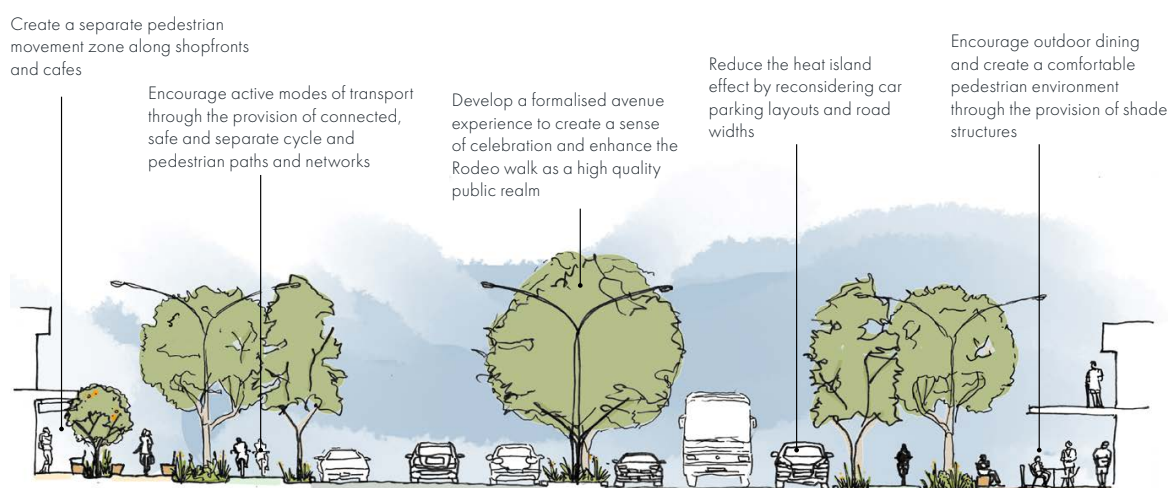 Create a separate pedestrian
movement zone along shopfronts
and cafes
Encourage active modes of transport
through the provision of connected,
safe and separate cycle and
pedestrian paths and networks
Develop a formalised avenue
experience to create a sense
of celebration and enhance the
Rodeo walk as a high quality
public realm
Reduce the heat island
effect by reconsidering car
parking layouts and road
widths
Encourage outdoor dining
and create a comfortable
pedestrian environment
through the provision of shade
structures